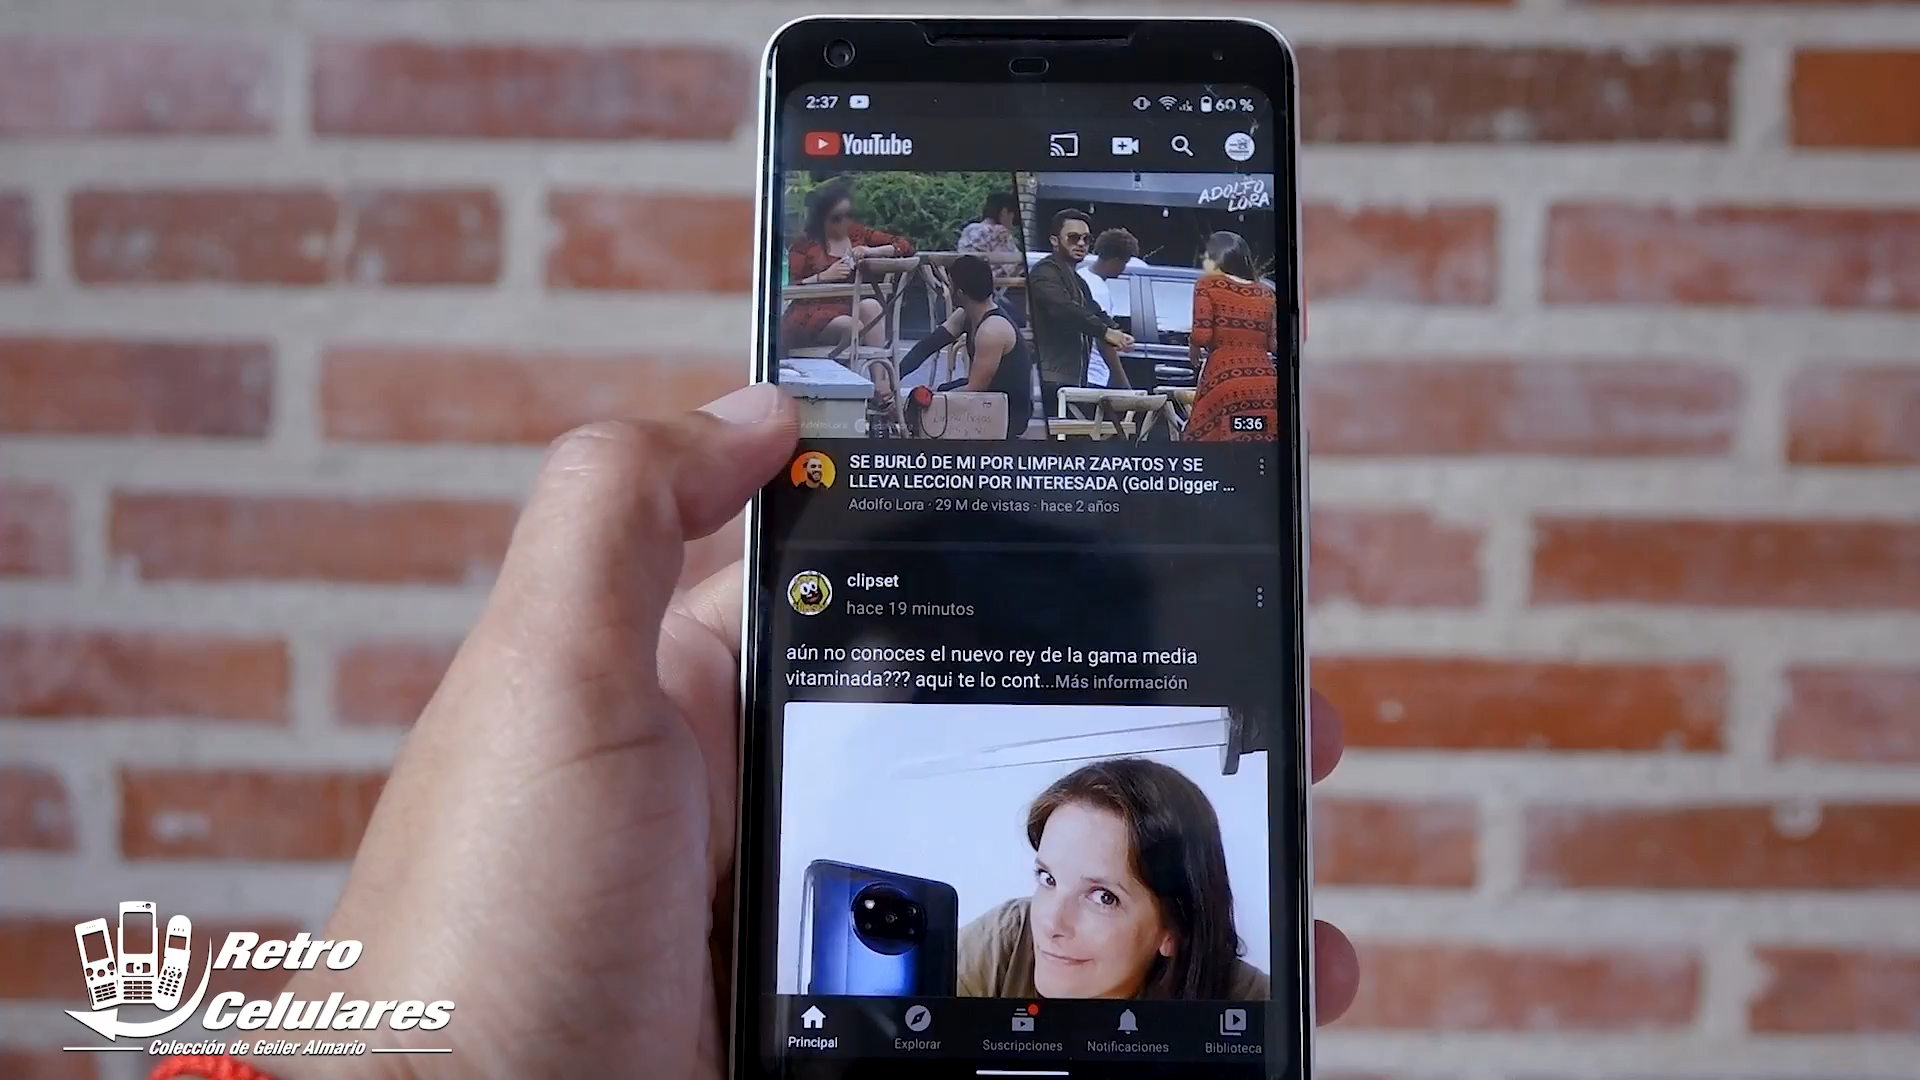 2:37
60 %
YouTube
ADOLFO
LORA
5:36
SE BURLÓ DE MI POR LIMPIAR ZAPATOS Y SE
LLEVA LECCION POR INTERESADA (Gold Digger ...
Adolfo Lora · 29 M de vistas · hace 2 años
clipset
hace 19 minutos
aún no conoces el nuevo rey de la gama media
vitaminada??? aqui te lo cont...Más información
Principal
Explorar
Suscripciones
Notificaciones
Biblioteca
Retro
Celulares
Colección de Geiler Almario